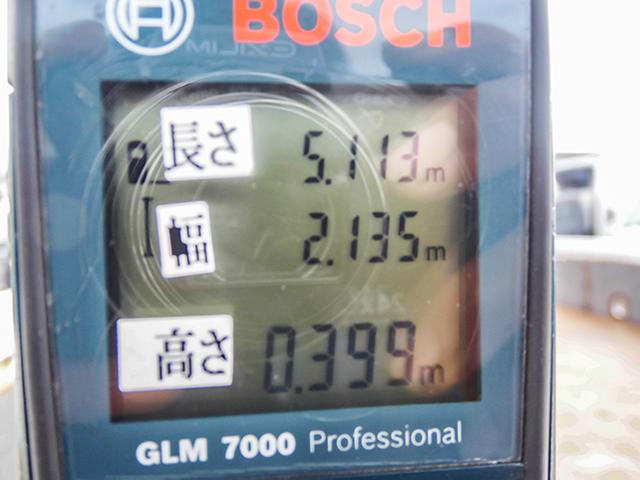 BOSCH
長さ 5.113m
幅 2.135m
高さ 0.399m
GLM 7000 Professional